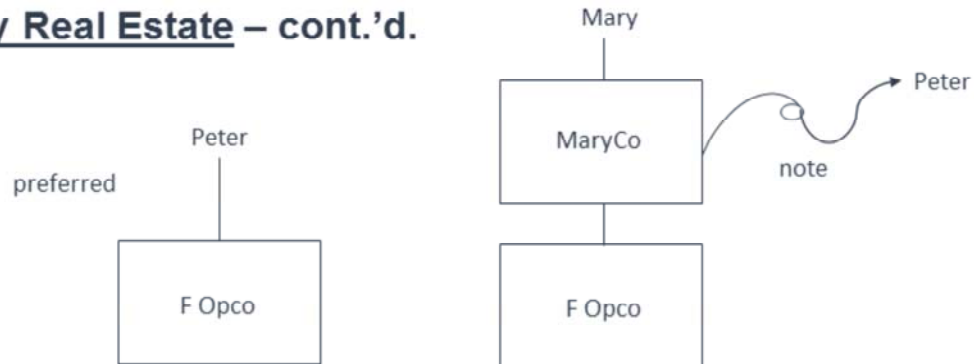 Real Estate – cont.’d.
Mary
Peter
preferred
F Opco
MaryCo
Peter
note
F Opco